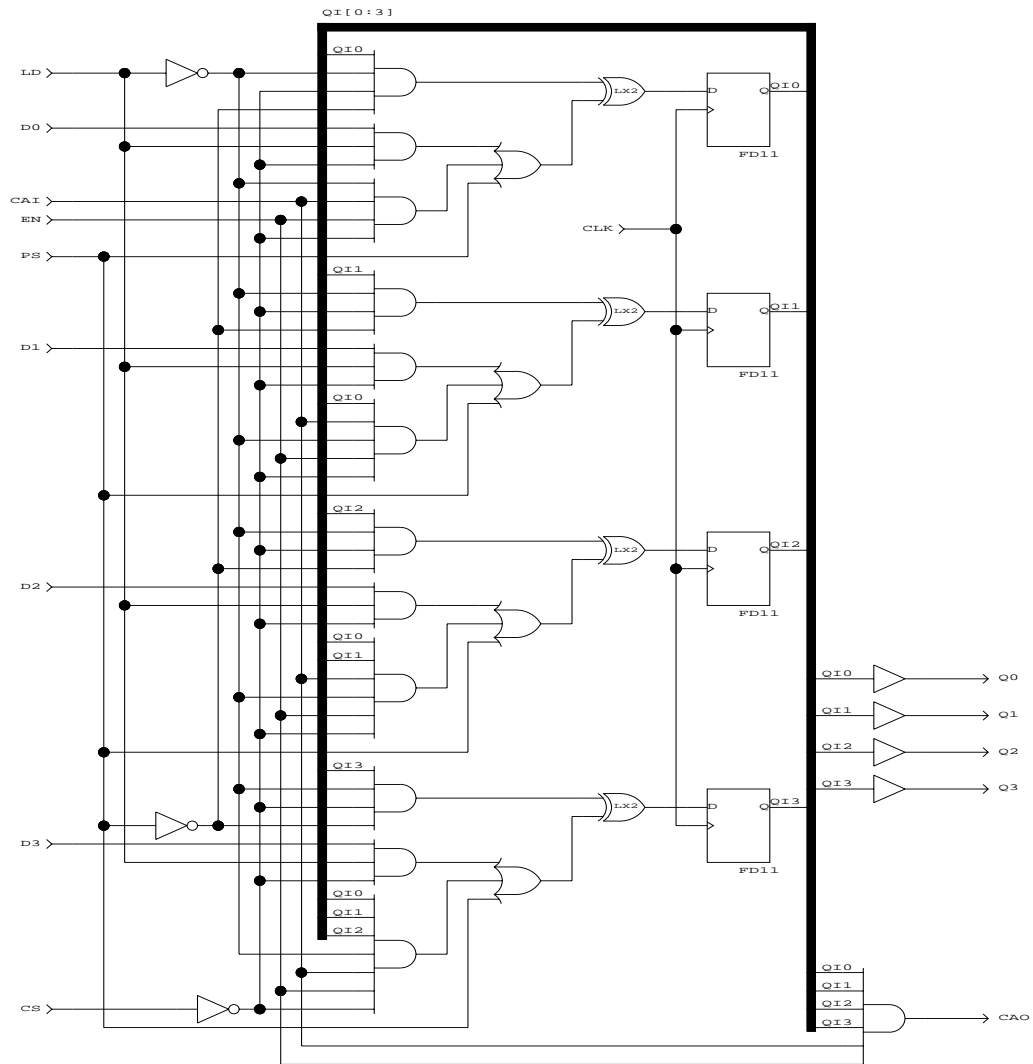 QI[0:3]
QI0
LD
LX2
D
Q
QI0
FD11
D0
CAI
EN
CLK
PS
QI1
LX2
D
Q
QI1
FD11
D1
QI0
QI2
LX2
D
Q
QI2
FD11
D2
QI0
QI1
QI0
Q0
QI1
Q1
QI2
Q2
QI3
Q3
QI3
LX2
D
Q
QI3
FD11
D3
QI0
QI1
QI2
QI0
QI1
QI2
QI3
CS
CAO